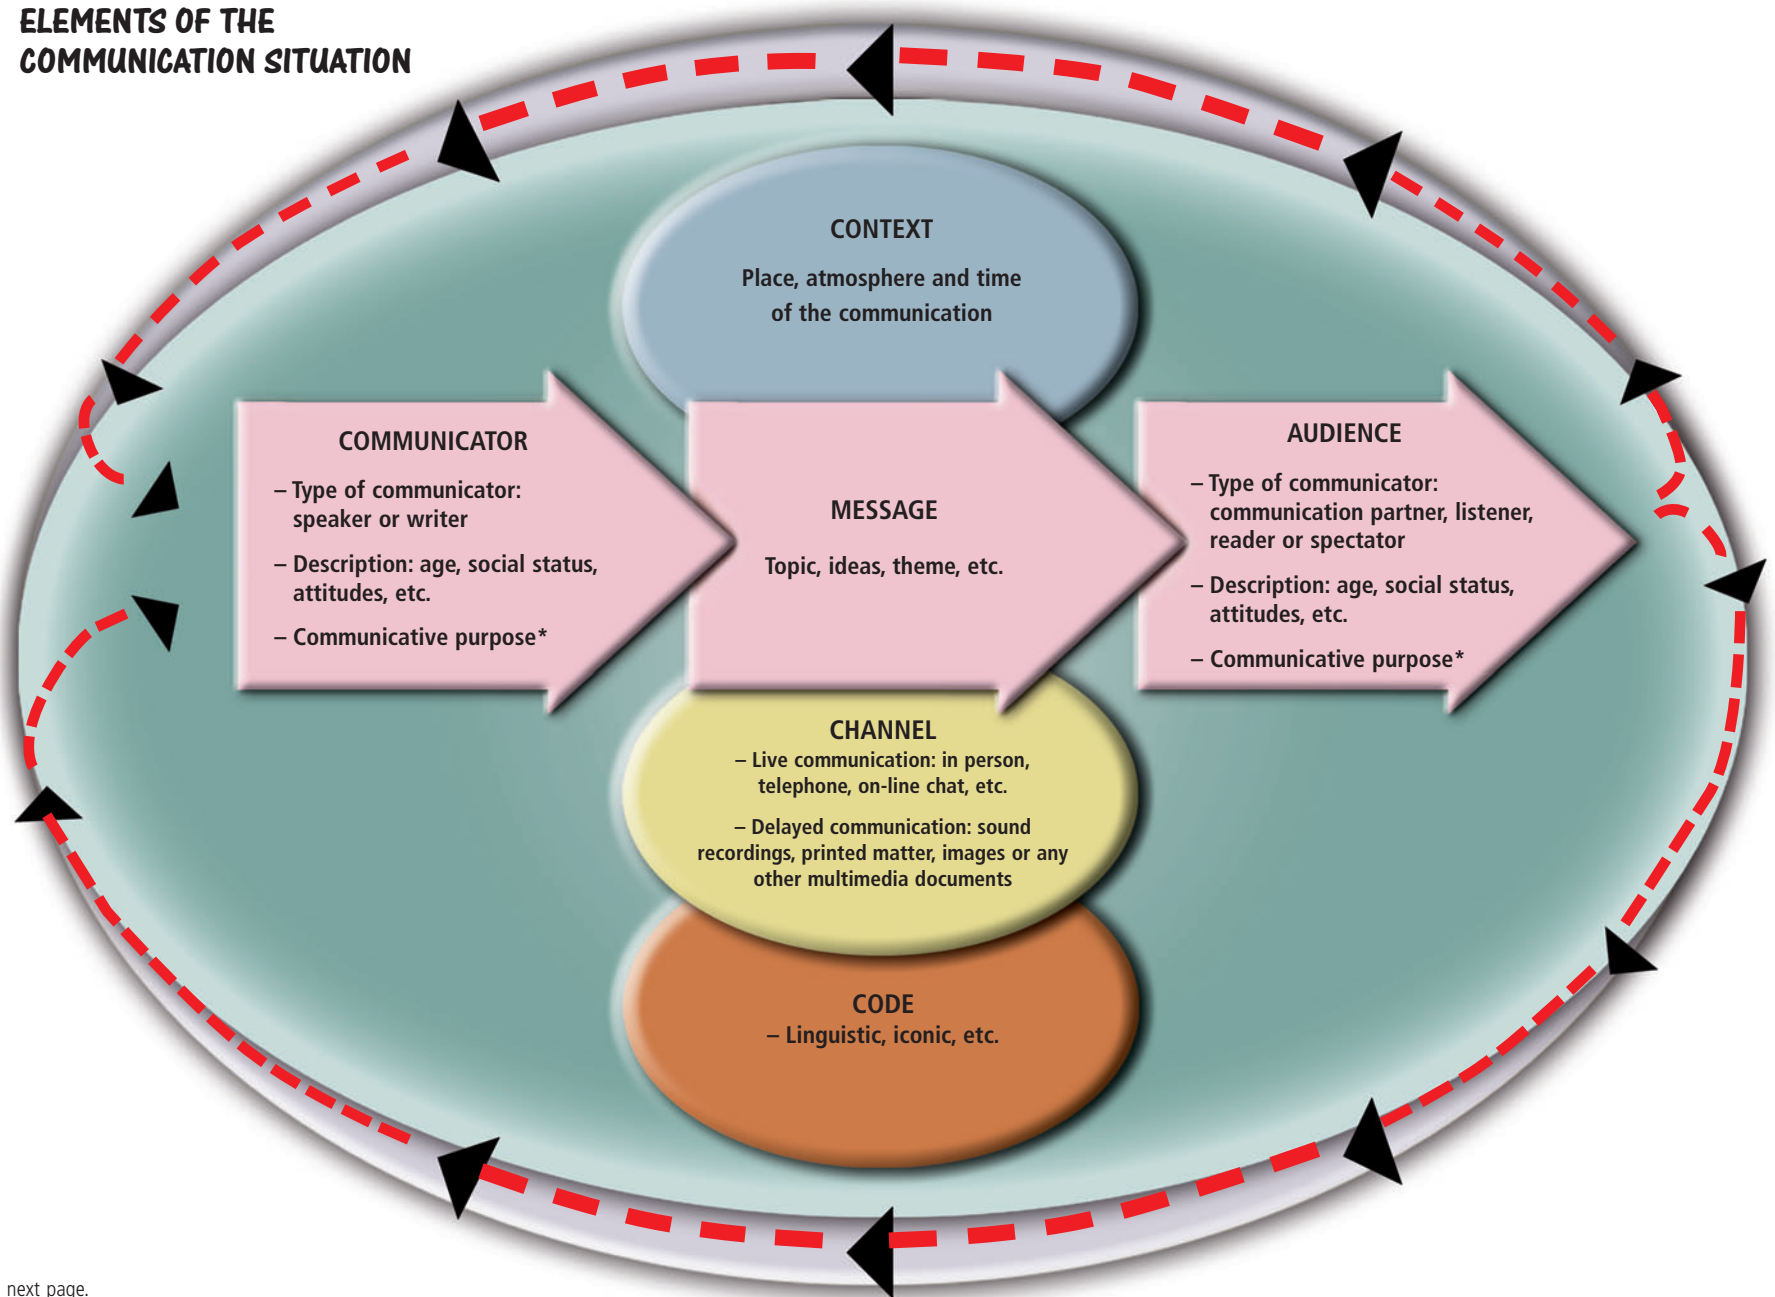 ELEMENTS OF THE
COMMUNICATION SITUATION
CONTEXT
Place, atmosphere and time
of the communication
COMMUNICATOR
– Type of communicator:
speaker or writer
– Description: age, social status,
attitudes, etc.
– Communicative purpose*
MESSAGE
Topic, ideas, theme, etc.
AUDIENCE
– Type of communicator:
communication partner, listener,
reader or spectator
– Description: age, social status,
attitudes, etc.
– Communicative purpose*
CHANNEL
– Live communication: in person,
telephone, on-line chat, etc.
– Delayed communication: sound
recordings, printed matter, images or any
other multimedia documents
CODE
– Linguistic, iconic, etc.
next page.